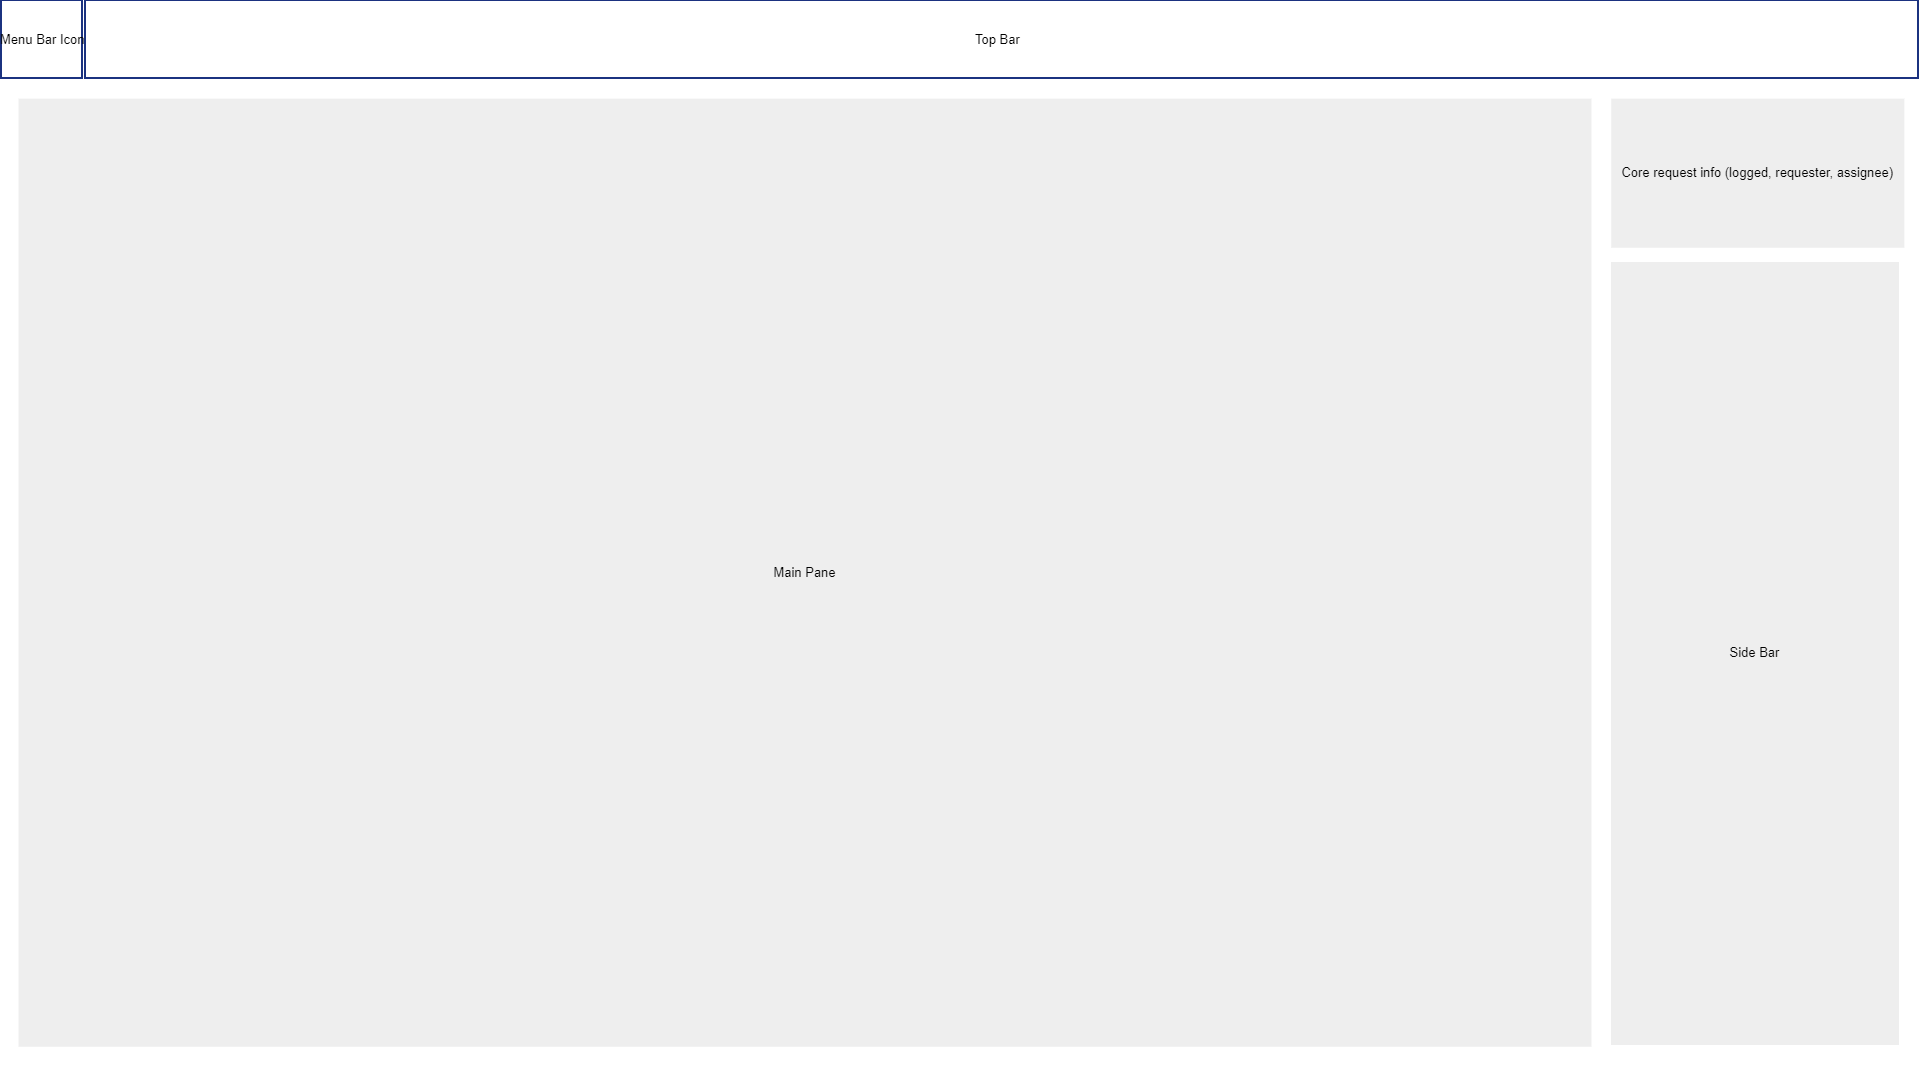 Menu Bar Icon
Top Bar
Core request info (logged, requester, assignee)
Main Pane
Side Bar